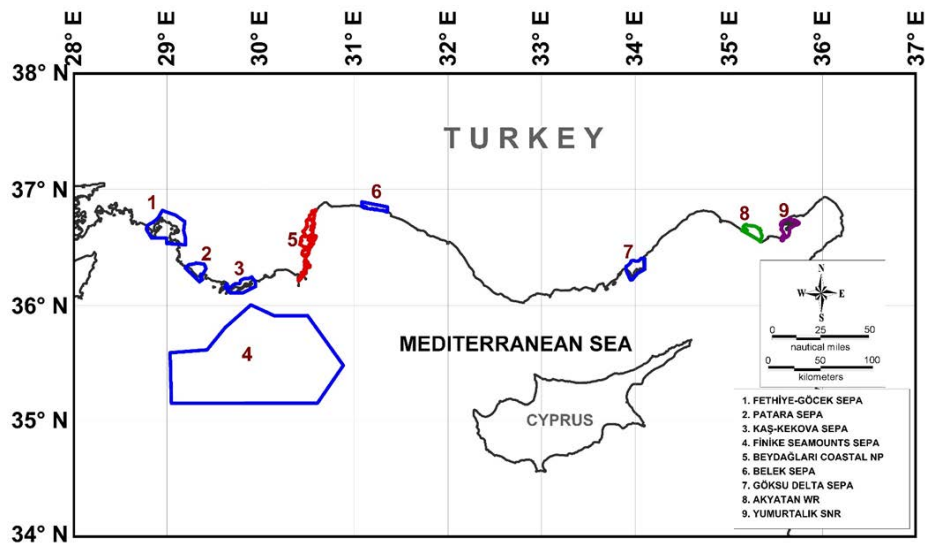 28° E 29° E 30° E 31° E 32° E 33° E 34° E 35° E 36° E 37° E
38° N
TURKEY
37° N
1
6
8
9
5
2
3
7
N
W E
S
36° N
0 25 50
nautical miles
0 50 100
kilometers
MEDITERRANEAN SEA
4
35° N
CYPRUS
1. FETHİYE-GÖCEK SEPA
2. PATARA SEPA
3. KAŞ-KEKOVA SEPA
4. FİNİKE SEAMOUNTS SEPA
5. BEYDAĞLARI COASTAL NP
6. BELEK SEPA
7. GÖKSU DELTA SEPA
8. AKYATAN WR
9. YUMURTALIK SNR
34° N